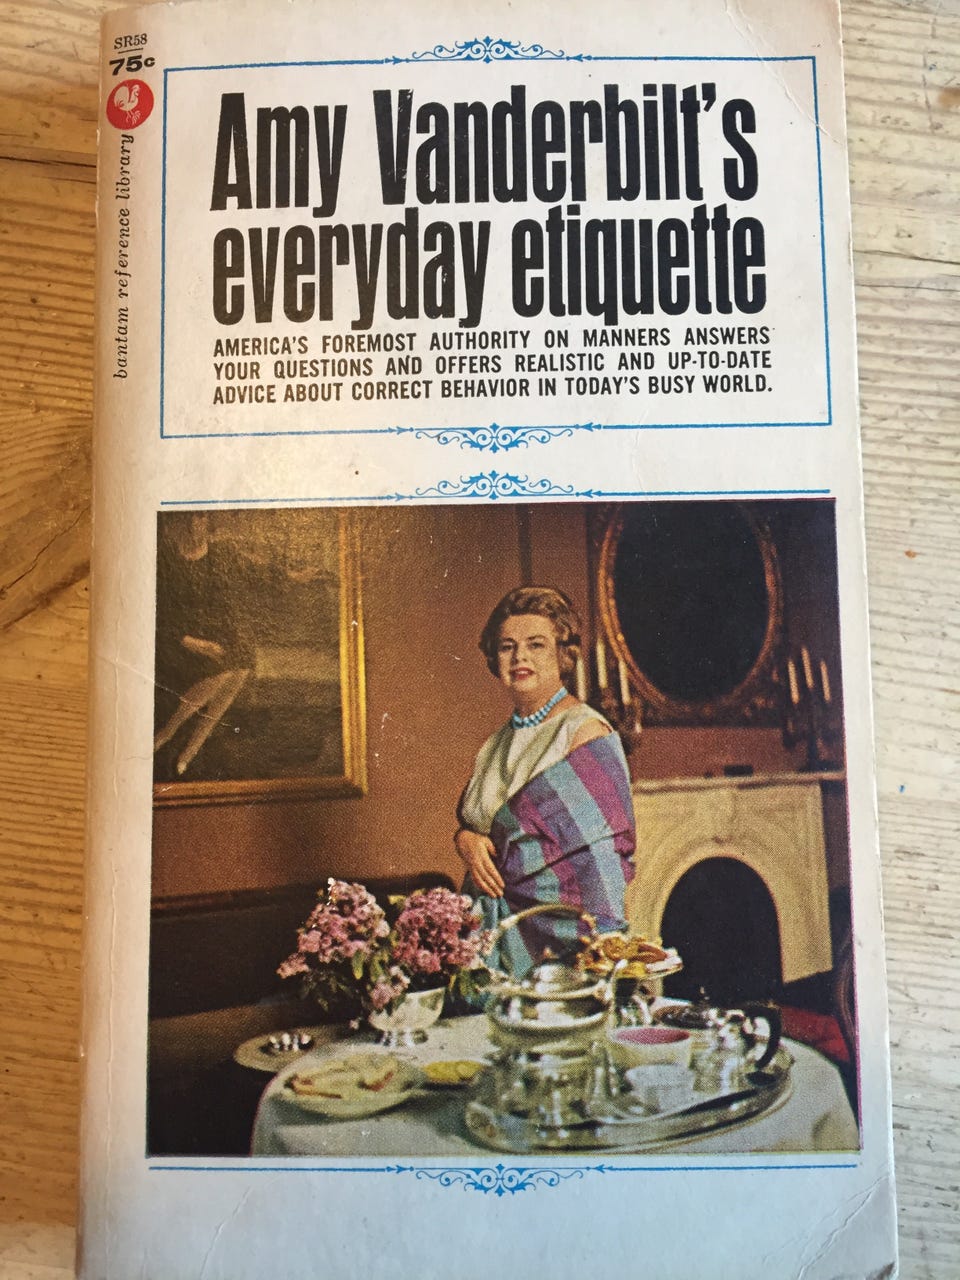 SR58
75c
bantam reference library
Amy Vanderbilt's
everyday etiquette
AMERICA'S FOREMOST AUTHORITY ON MANNERS ANSWERS
YOUR QUESTIONS AND OFFERS REALISTIC AND UP-TO-DATE
ADVICE ABOUT CORRECT BEHAVIOR IN TODAY'S BUSY WORLD.